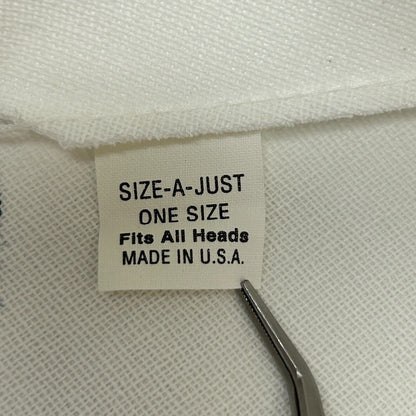 SIZE-A-JUST
ONE SIZE
Fits All Heads
MADE IN U.S.A.